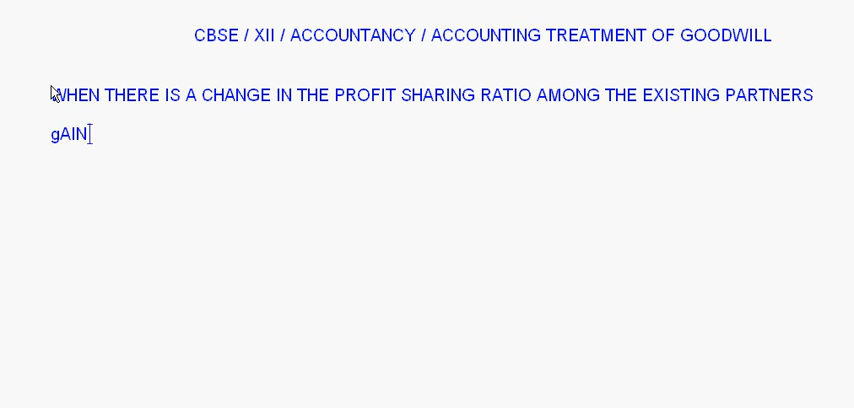 CBSE / XII / ACCOUNTANCY / ACCOUNTING TREATMENT OF GOODWILL
WHEN THERE IS A CHANGE IN THE PROFIT SHARING RATIO AMONG THE EXISTING PARTNERS
gAIN